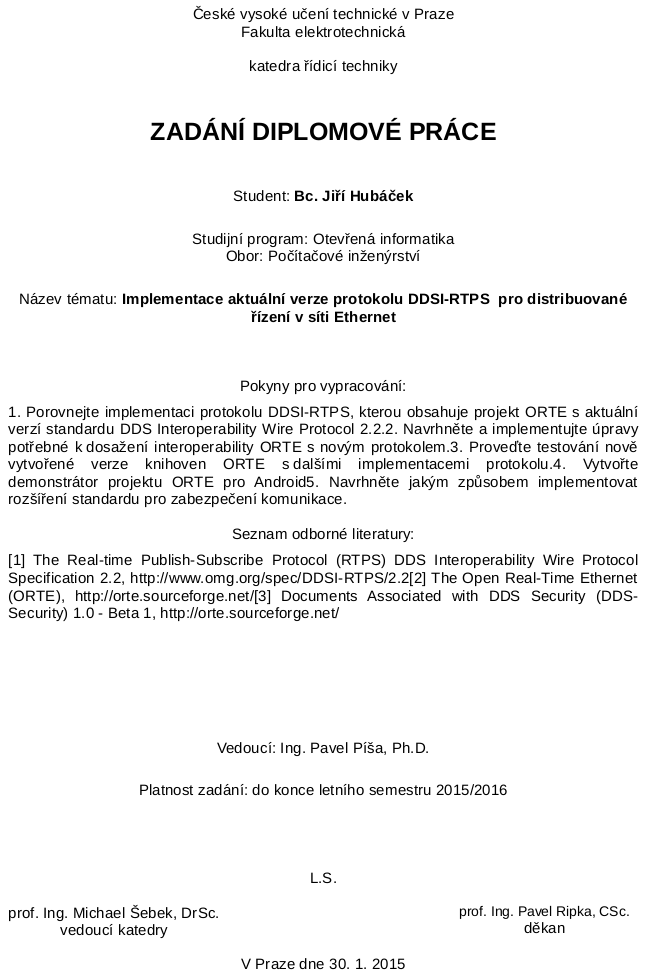 České vysoké učení technické v Praze
Fakulta elektrotechnická
katedra řídicí techniky
ZADÁNÍ DIPLOMOVÉ PRÁCE
Student: Bc. Jiří Hubáček
Studijní program: Otevřená informatika
Obor: Počítačové inženýrství
Název tématu: Implementace aktuální verze protokolu DDSI-RTPS pro distribuované
řízení v síti Ethernet
Pokyny pro vypracování:
1. Porovnejte implementaci protokolu DDSI-RTPS, kterou obsahuje projekt ORTE s aktuální
verzí standardu DDS Interoperability Wire Protocol 2.2.2. Navrhněte a implementujte úpravy
potřebné k dosažení interoperability ORTE s novým protokolem.3. Proveďte testování nově
vytvořené verze knihoven ORTE s dalšími implementacemi protokolu.4. Vytvořte
demonstrátor projektu ORTE pro Android5. Navrhněte jakým způsobem implementovat
rozšíření standardu pro zabezpečení komunikace.
Seznam odborné literatury:
[1] The Real-time Publish-Subscribe Protocol (RTPS) DDS Interoperability Wire Protocol
Specification 2.2, http://www.omg.org/spec/DDSI-RTPS/2.2[2] The Open Real-Time Ethernet
(ORTE), http://orte.sourceforge.net/[3] Documents Associated with DDS Security (DDS-
Security) 1.0 - Beta 1, http://orte.sourceforge.net/
Vedoucí: Ing. Pavel Píša, Ph.D.
Platnost zadání: do konce letního semestru 2015/2016
L.S.
prof. Ing. Michael Šebek, DrSc.
vedoucí katedry
prof. Ing. Pavel Ripka, CSc.
děkan
V Praze dne 30. 1. 2015